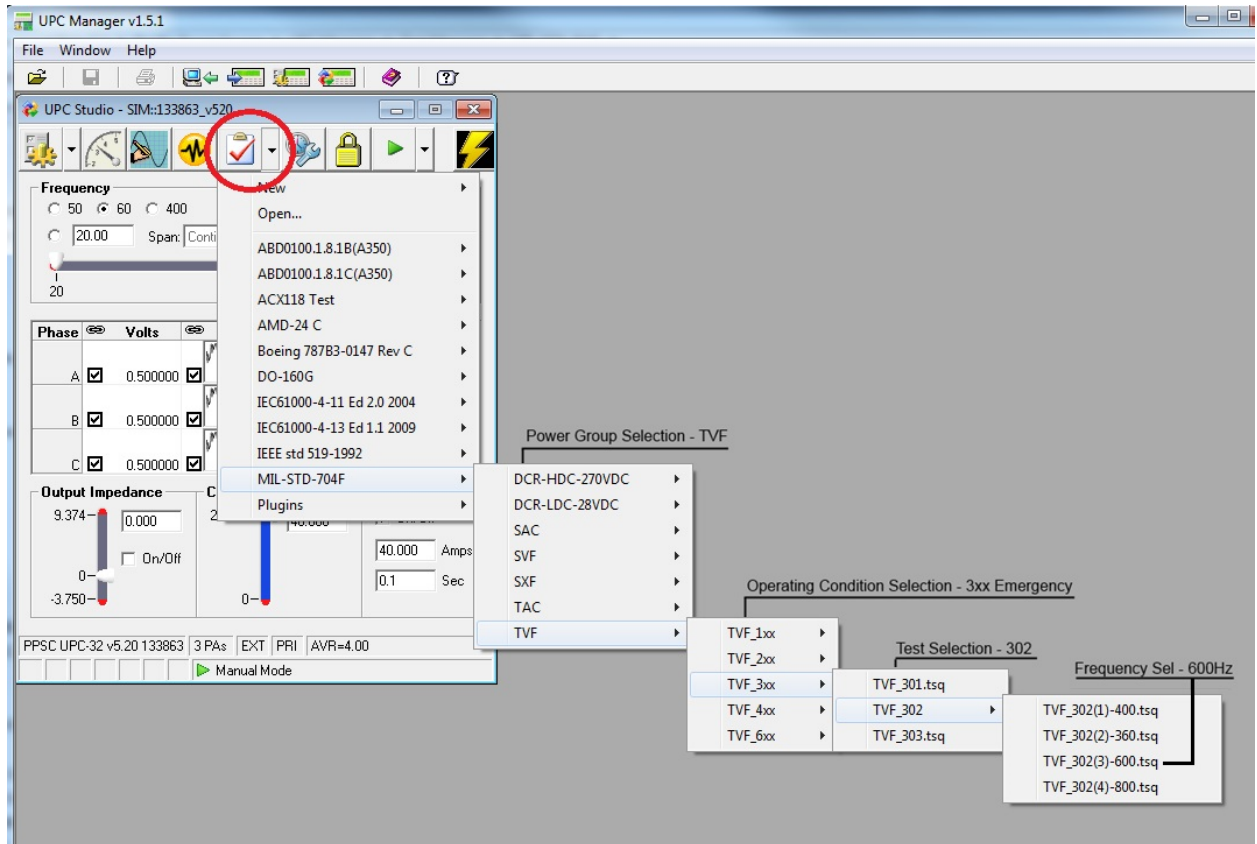 UPC Manager v1.5.1
File Window Help
UPC Studio - SIM::133863_v520
Frequency
50 60 400
20.00 Span: Conti
20
Phase Volts
A 0.500000
B 0.500000
C 0.500000
Output Impedance C
9.374 0.000 2 40.000
On/Off
0
-3.750 0
40.000 Amps
0.1 Sec
PPSC UPC-32 v5.20 133863 3 PAs EXT PRI AVR=4.00
Manual Mode
New
Open...
ABD0100.1.8.1B(A350)
ABD0100.1.8.1C(A350)
ACX118 Test
AMD-24 C
Boeing 787B3-0147 Rev C
DO-160G
IEC61000-4-11 Ed 2.0 2004
IEC61000-4-13 Ed 1.1 2009
IEEE std 519-1992
MIL-STD-704F
Plugins
Power Group Selection - TVF
DCR-HDC-270VDC
DCR-LDC-28VDC
SAC
SVF
SXF
TAC
TVF
Operating Condition Selection - 3xx Emergency
TVF_1xx
TVF_2xx
TVF_3xx
TVF_4xx
TVF_6xx
Test Selection - 302
TVF_301.tsq
TVF_302
TVF_303.tsq
Frequency Sel - 600Hz
TVF_302(1)-400.tsq
TVF_302(2)-360.tsq
TVF_302(3)-600.tsq
TVF_302(4)-800.tsq